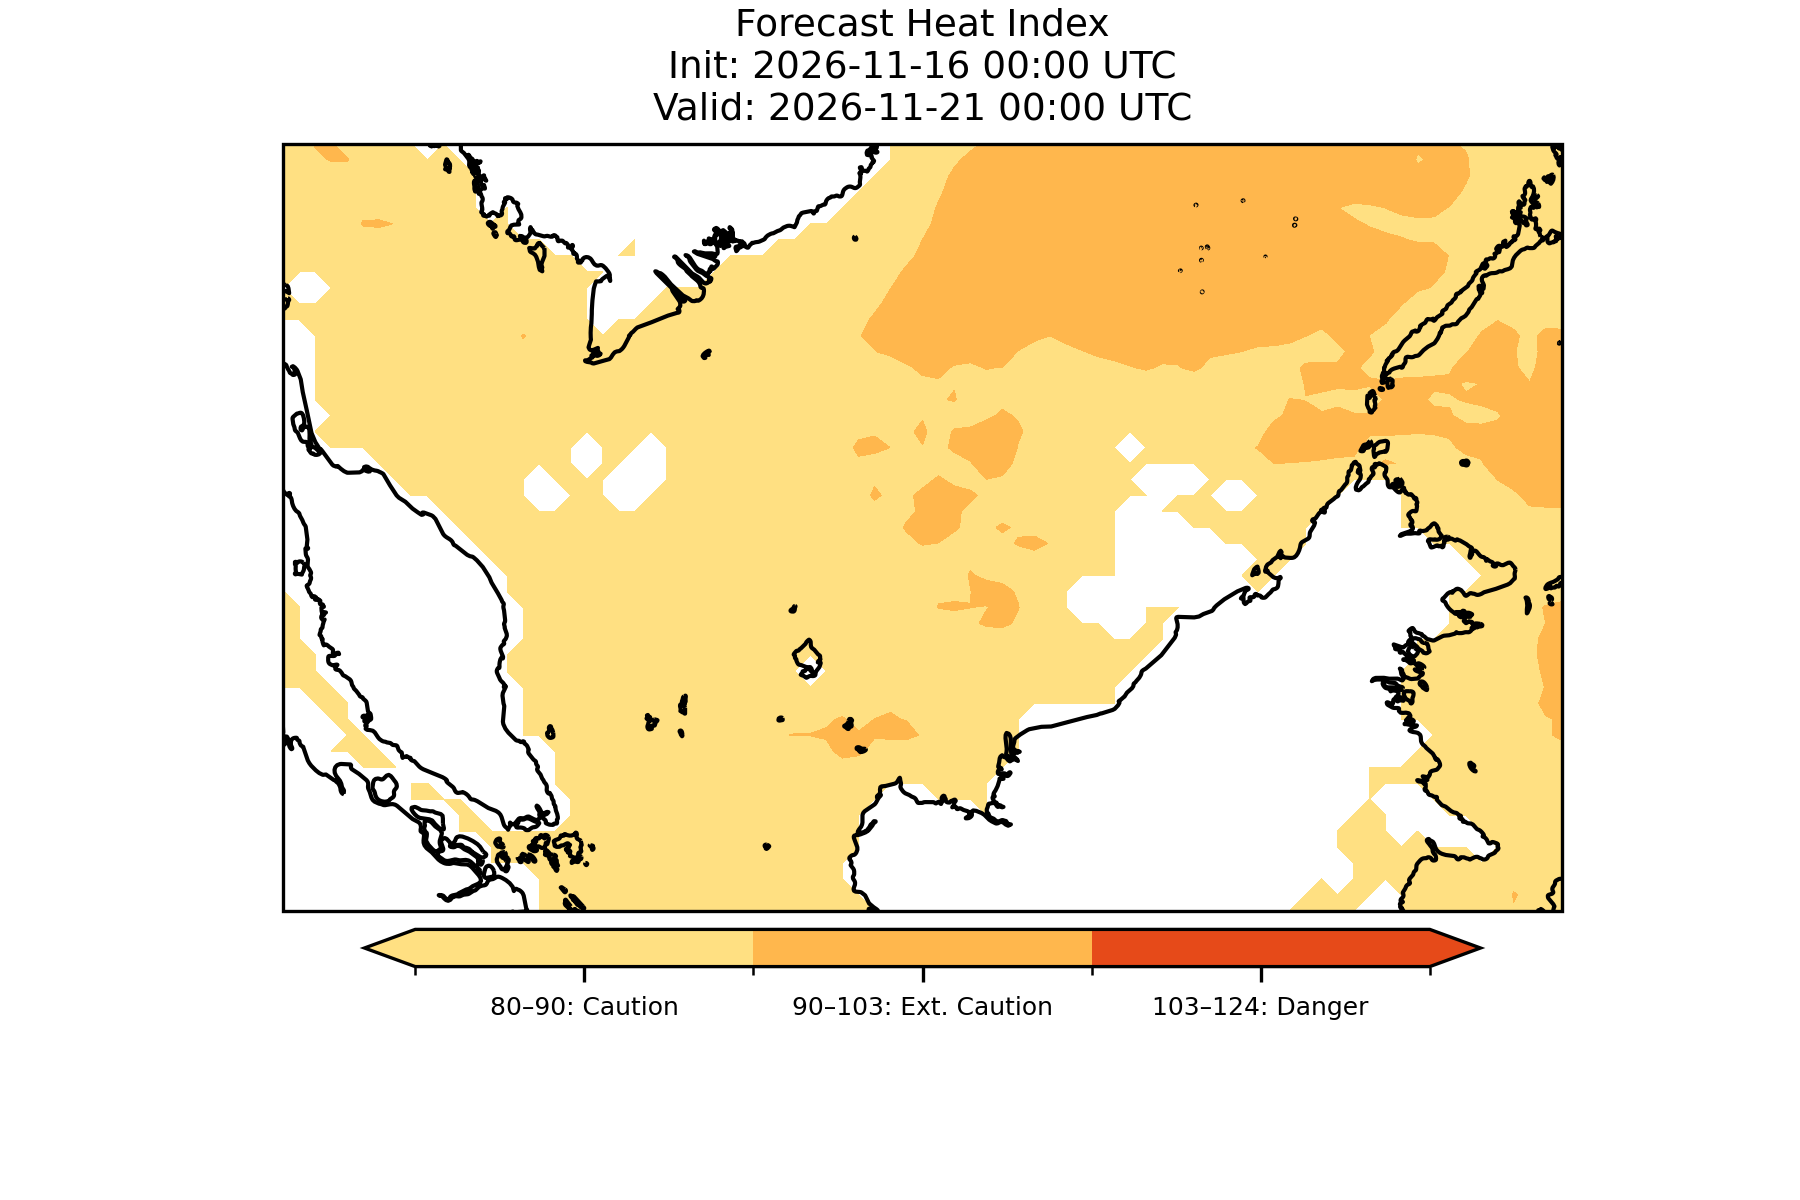 Forecast Heat Index
Init: 2026-11-16 00:00 UTC
Valid: 2026-11-21 00:00 UTC
80–90: Caution
90–103: Ext. Caution
103–124: Danger